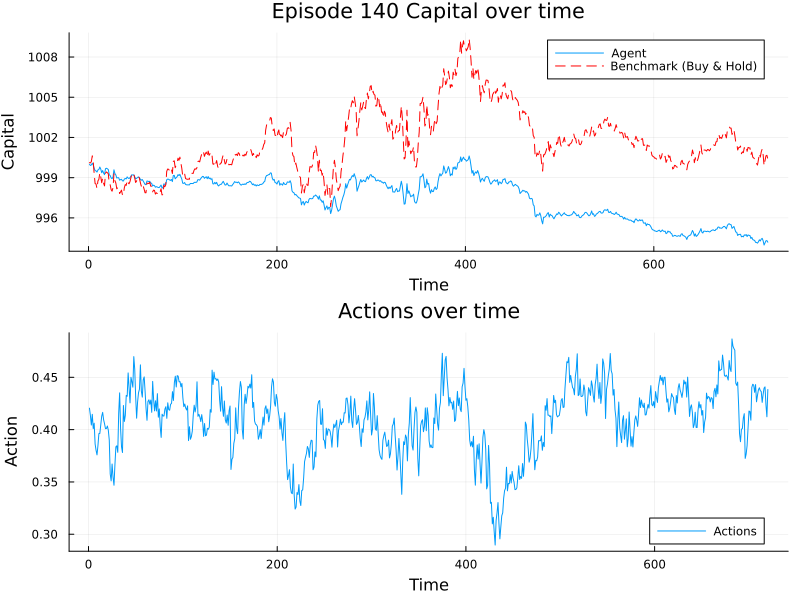 Episode 140 Capital over time
Capital
1008
1005
1002
999
996
Agent
Benchmark (Buy & Hold)
0
200
400
600
Time
Actions over time
Action
0.45
0.40
0.35
0.30
Actions
0
200
400
600
Time